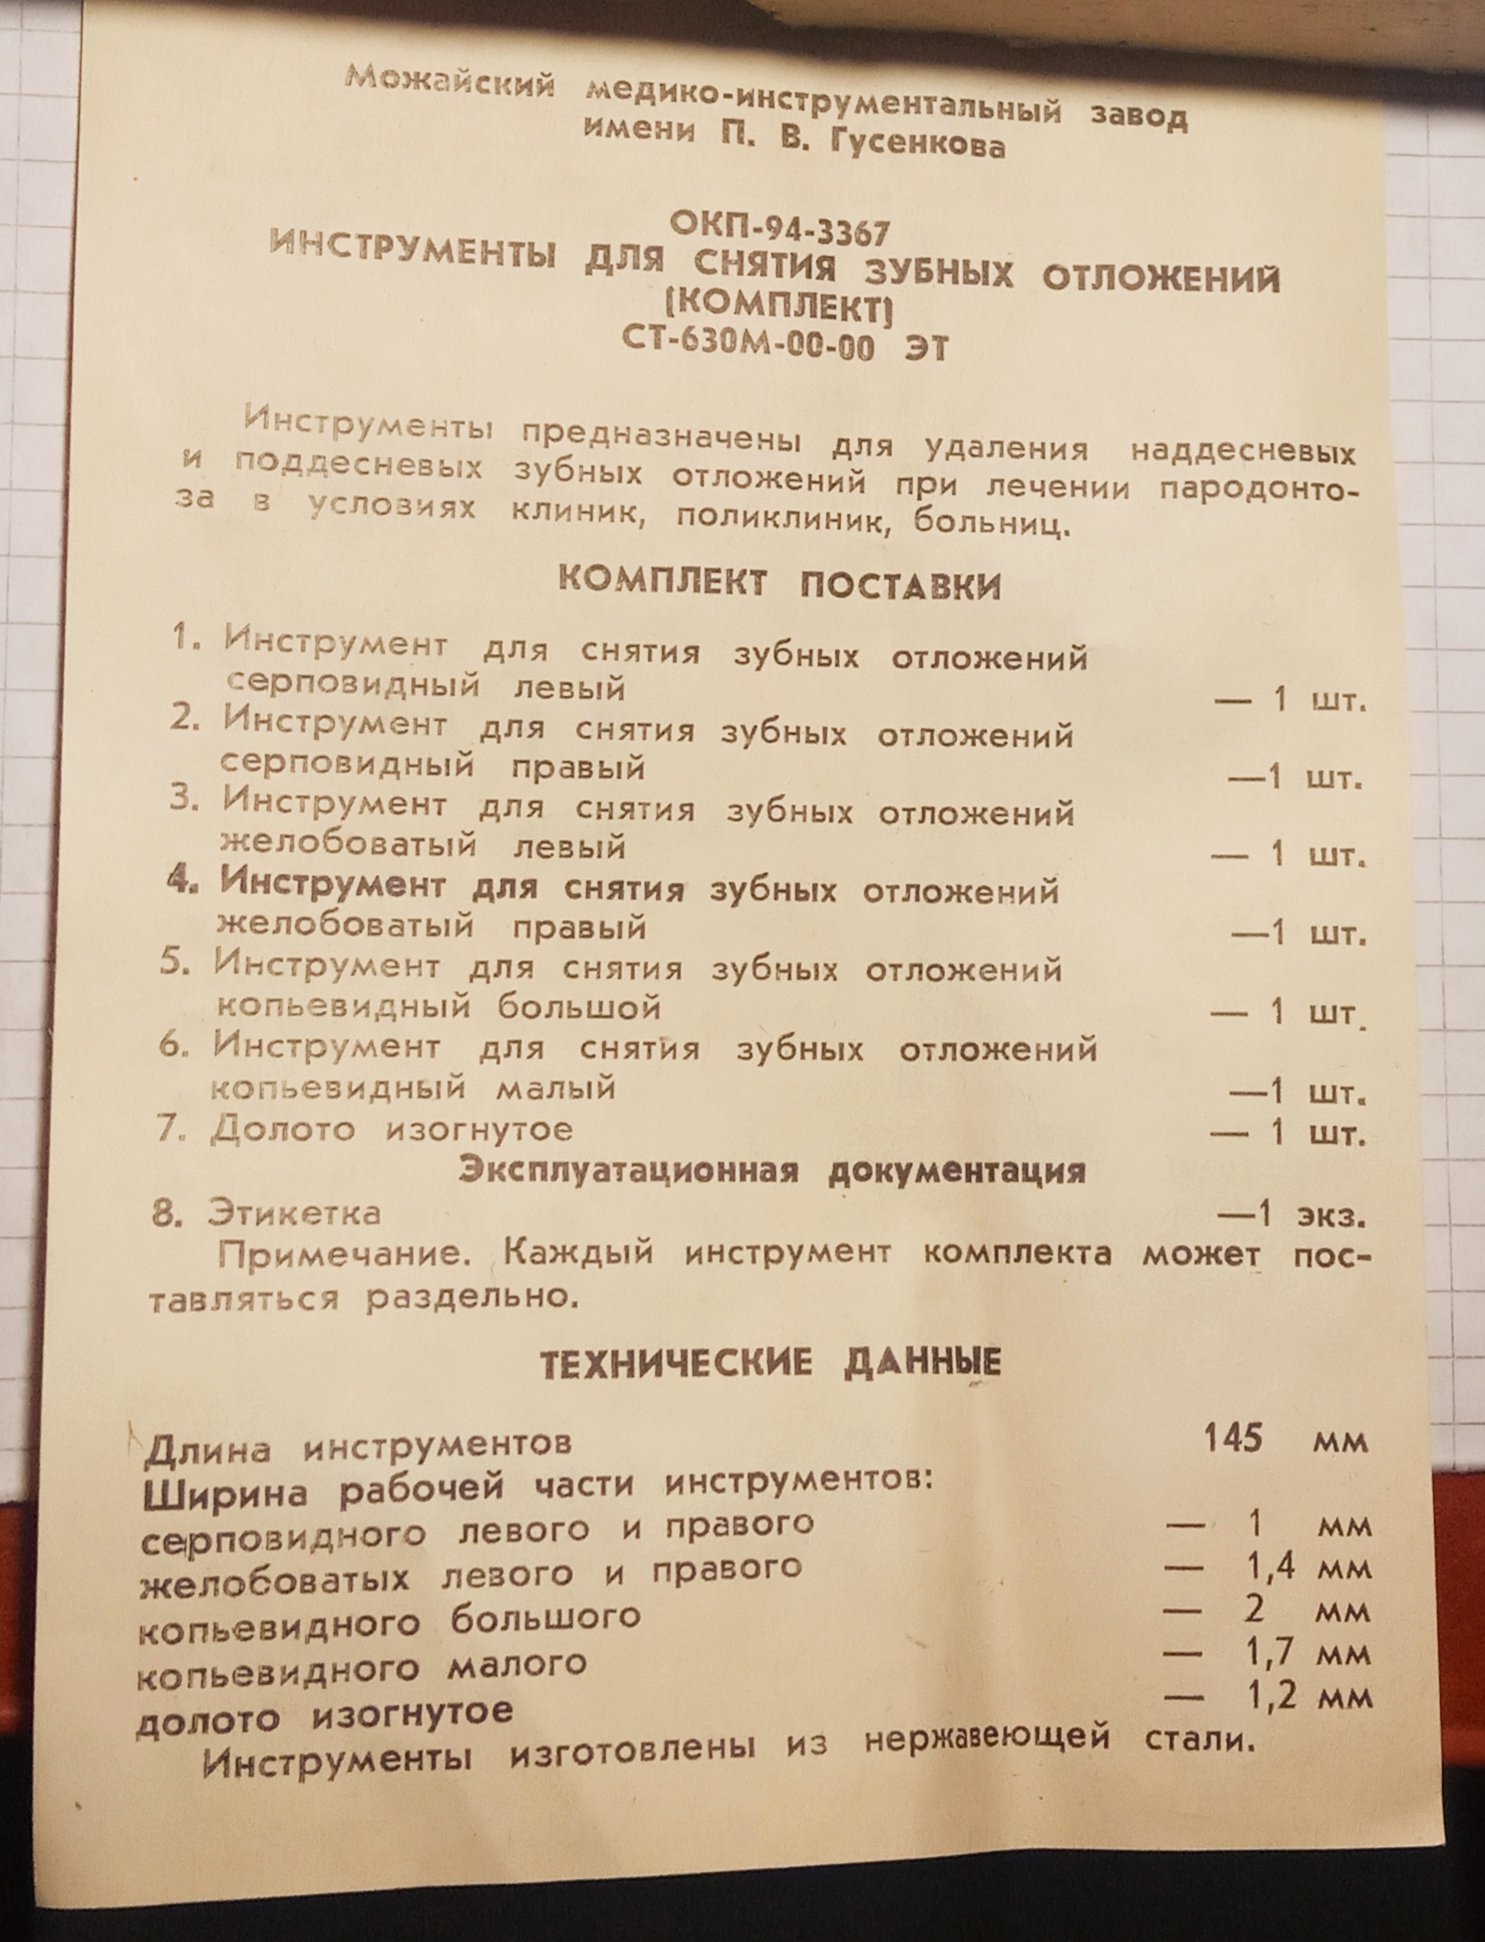 Можайский медико-инструментальный завод
имени П. В. Гусенкова
ОКП-94-3367
ИНСТРУМЕНТЫ ДЛЯ СНЯТИЯ ЗУБНЫХ ОТЛОЖЕНИЙ
(КОМПЛЕКТ)
СТ-630М-00-00 ЭТ
Инструменты предназначены для удаления наддесневых
и поддесневых зубных отложений при лечении пародонто-
за в условиях клиник, поликлиник, больниц.
КОМПЛЕКТ ПОСТАВКИ
1. Инструмент для снятия зубных отложений
серповидный левый — 1 шт.
2. Инструмент для снятия зубных отложений
серповидный правый —1 шт.
3. Инструмент для снятия зубных отложений
желобоватый левый — 1 шт.
4. Инструмент для снятия зубных отложений
желобоватый правый —1 шт.
5. Инструмент для снятия зубных отложений
копьевидный большой — 1 шт.
6. Инструмент для снятия зубных отложений
копьевидный малый —1 шт.
7. Долото изогнутое — 1 шт.
Эксплуатационная документация
8. Этикетка —1 экз.
Примечание. Каждый инструмент комплекта может пос-
тавляться раздельно.
ТЕХНИЧЕСКИЕ ДАННЫЕ
Длина инструментов 145 мм
Ширина рабочей части инструментов:
серповидного левого и правого — 1 мм
желобоватых левого и правого — 1,4 мм
копьевидного большого — 2 мм
копьевидного малого — 1,7 мм
долото изогнутое — 1,2 мм
Инструменты изготовлены из нержавеющей стали.